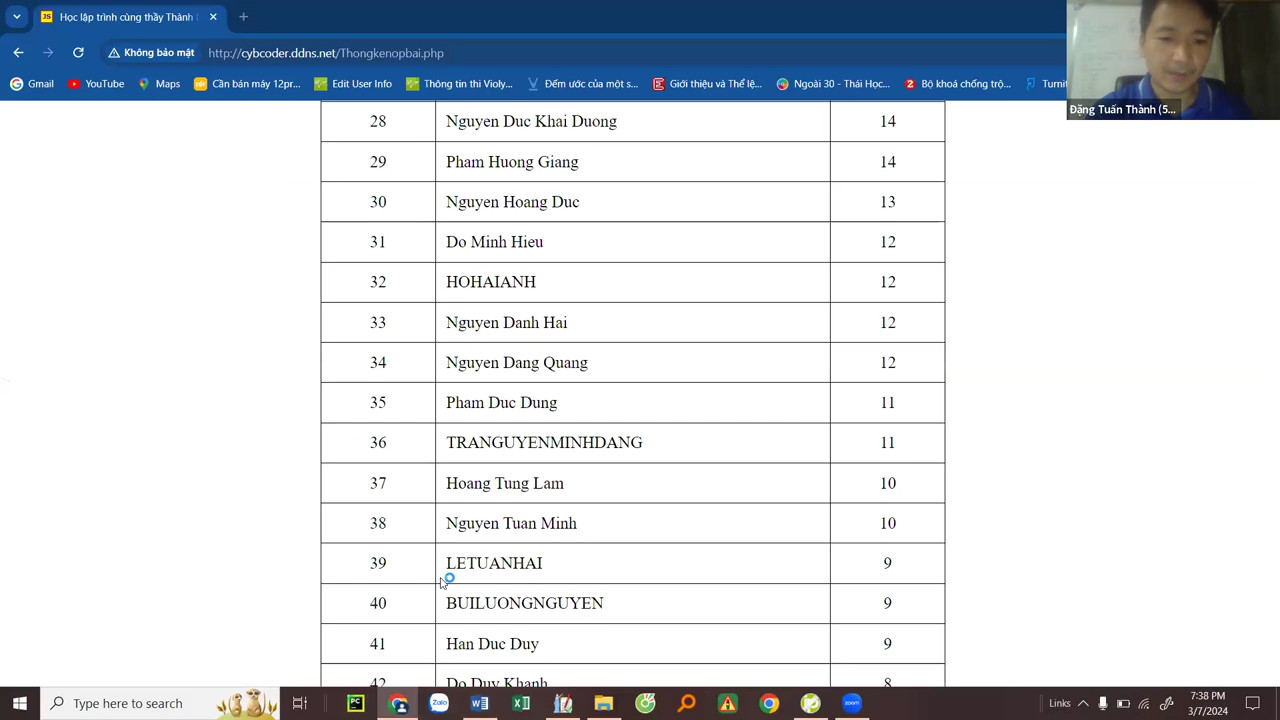 Học lập trình cùng thầy Thành
Không bảo mật
http://cybcoder.ddns.net/Thongkenopbai.php
Gmail
YouTube
Maps
Cần bán máy 12pr...
Edit User Info
Thông tin thi Violy...
Đếm ước của một s...
Giới thiệu và Thể lệ...
Ngoài 30 - Thái Học...
Bộ khoá chống trộ...
Turnit
Đặng Tuấn Thành (5...
28 Nguyen Duc Khai Duong 14
29 Pham Huong Giang 14
30 Nguyen Hoang Duc 13
31 Do Minh Hieu 12
32 HOHAIANH 12
33 Nguyen Danh Hai 12
34 Nguyen Dang Quang 12
35 Pham Duc Dung 11
36 TRANGUYENMINHDANG 11
37 Hoang Tung Lam 10
38 Nguyen Tuan Minh 10
39 LETUANHAI 9
40 BUILUONGNGUYEN 9
41 Han Duc Duy 9
42 Do Duy Khanh 8
Type here to search
Links
7:38 PM
3/7/2024